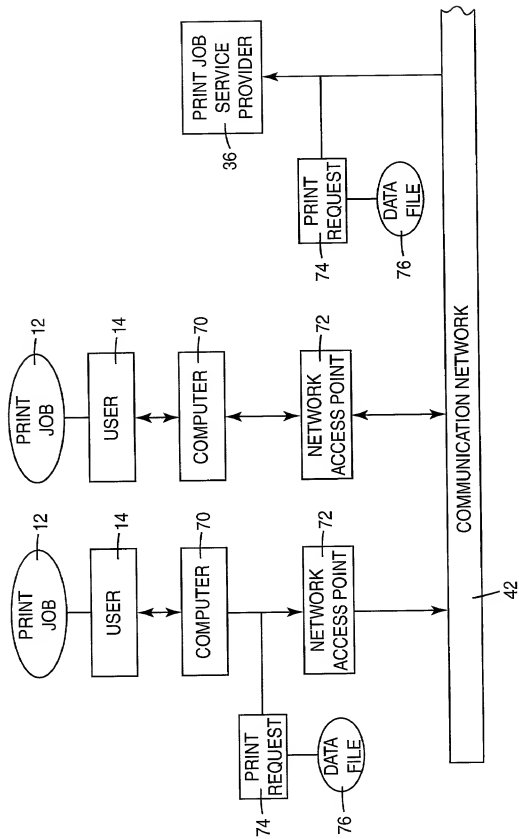 PRINT
JOB
12
PRINT
JOB
12
USER
14
USER
14
COMPUTER
70
COMPUTER
70
PRINT
REQUEST
74
DATA
FILE
76
NETWORK
ACCESS POINT
72
NETWORK
ACCESS POINT
72
PRINT JOB
SERVICE
PROVIDER
36
PRINT
REQUEST
74
DATA
FILE
76
COMMUNICATION NETWORK
42